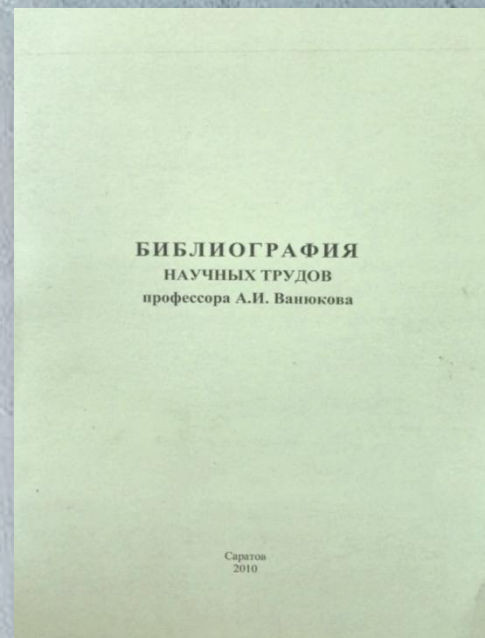 БИБЛИОГРАФИЯ
НАУЧНЫХ ТРУДОВ
профессора А.И. Ванюкова
Саратов
2010